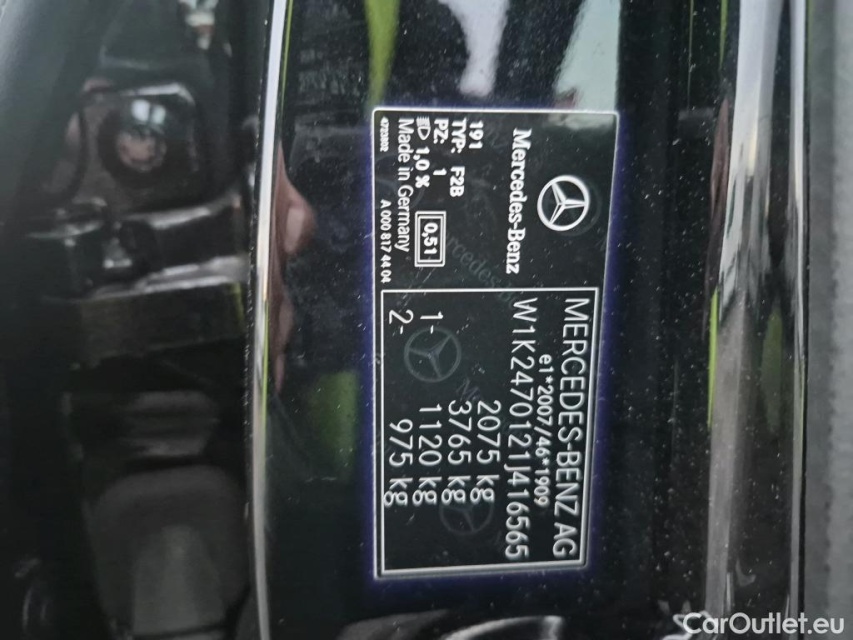 Mercedes-Benz
191
TYP: F2B
PZ: 1
1,0 %
0,51
Made in Germany
4723802 A 000 817 44 04
MERCEDES-BENZ AG
e1*2007/46*1909
W1K2470121J416565
2075 kg
3765 kg
1- 1120 kg
2- 975 kg
CarOutlet.eu